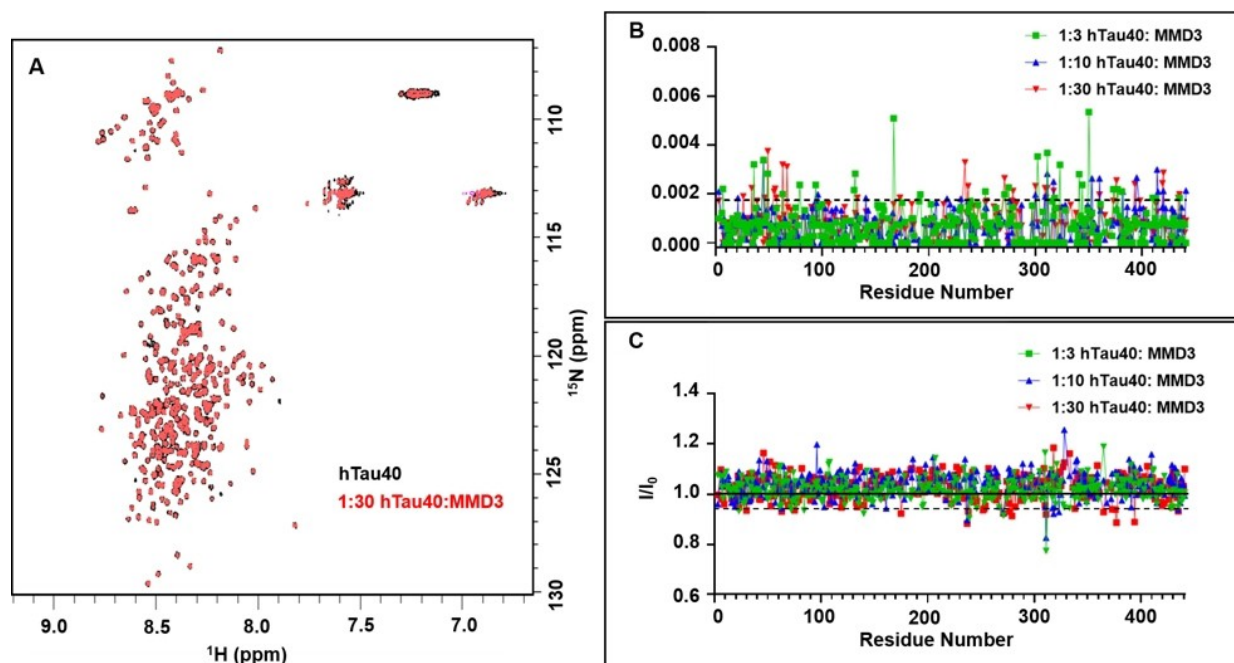 A
110
115
120
125
130
¹⁵N (ppm)
hTau40
1:30 hTau40:MMD3
9.0 8.5 8.0 7.5 7.0
¹H (ppm)
B
1:3 hTau40: MMD3
1:10 hTau40: MMD3
1:30 hTau40: MMD3
0.008
0.006
0.004
0.002
0.000
0 100 200 300 400
Residue Number
C
1:3 hTau40: MMD3
1:10 hTau40: MMD3
1:30 hTau40: MMD3
1.4
1.2
1.0
0.8
0.6
I/I₀
0 100 200 300 400
Residue Number